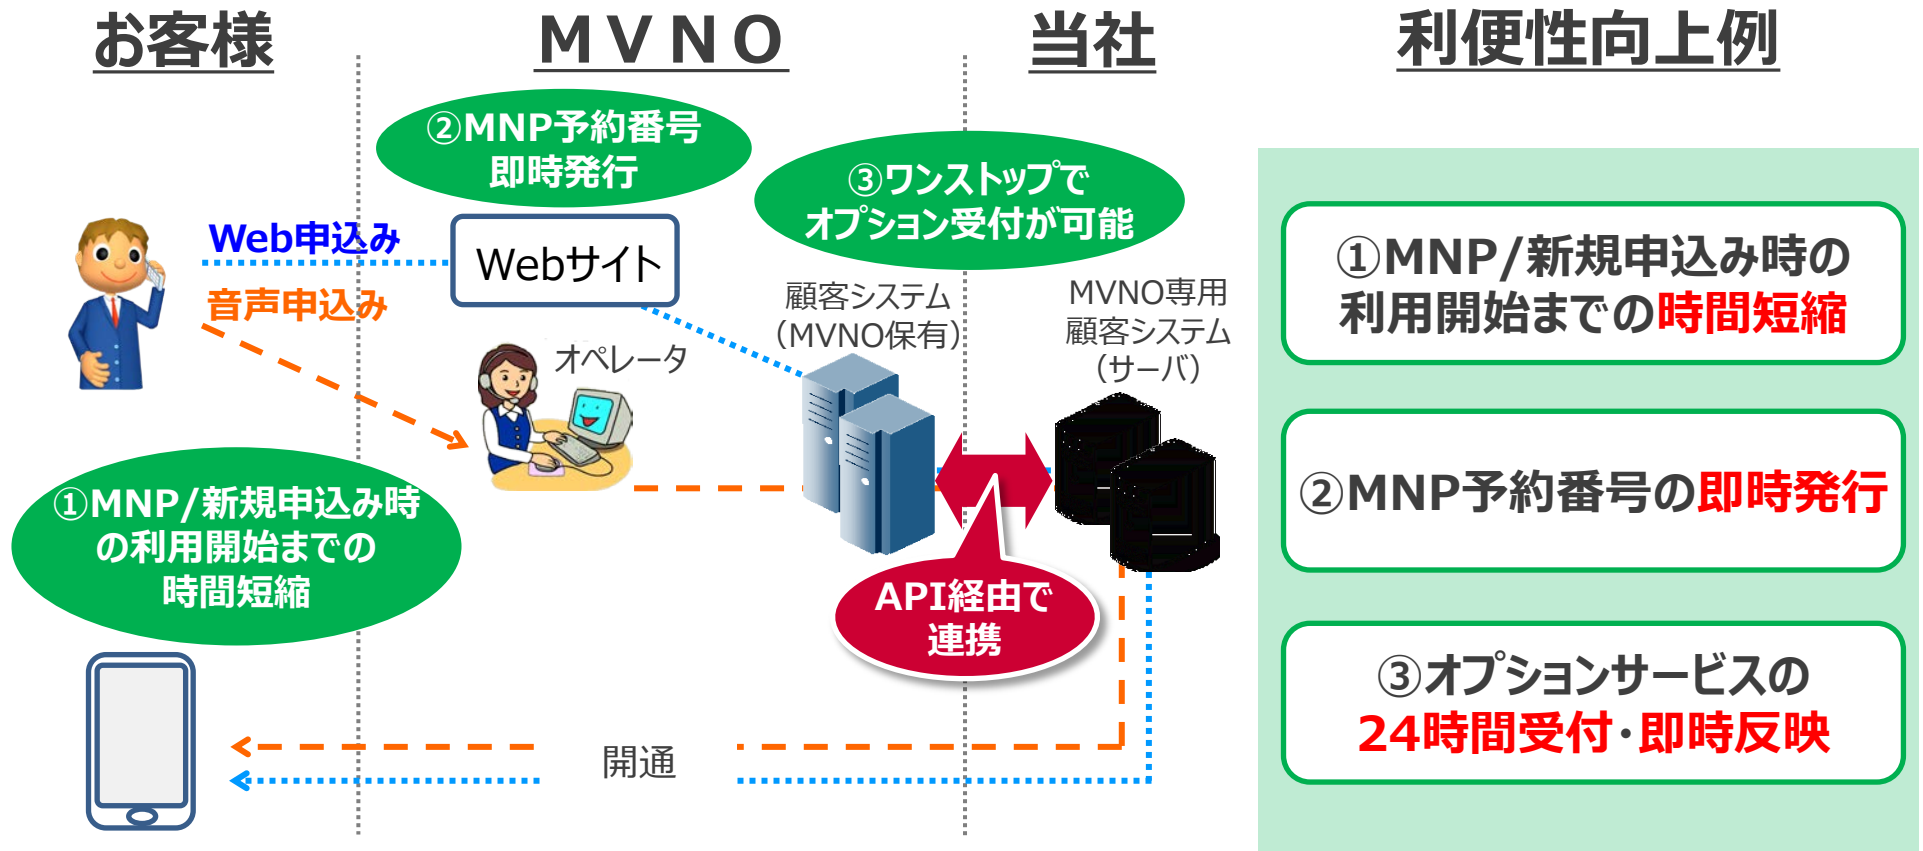 お客様
MVNO
当社
利便性向上例
②MNP予約番号
即時発行
③ワンストップで
オプション受付が可能
Web申込み
音声申込み
Webサイト
オペレータ
顧客システム
（MVNO保有）
MVNO専用
顧客システム
（サーバ）
①MNP/新規申込み時
の利用開始までの
時間短縮
API経由で
連携
開通
①MNP/新規申込み時の
利用開始までの時間短縮
②MNP予約番号の即時発行
③オプションサービスの
24時間受付・即時反映